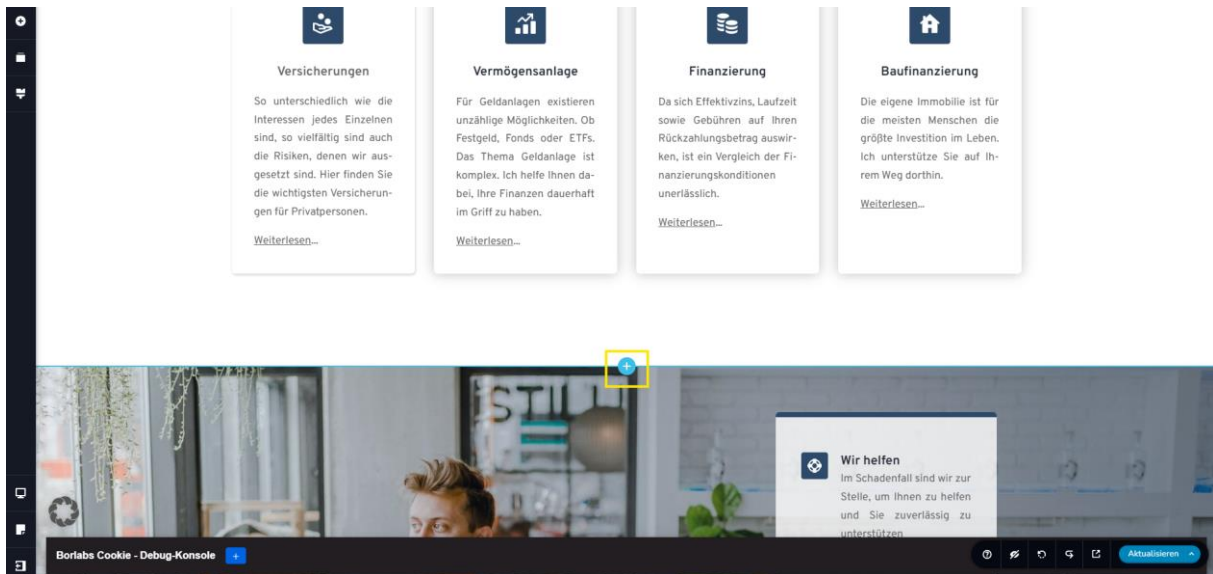 Versicherungen
So unterschiedlich wie die
Interessen jedes Einzelnen
sind, so vielfältig sind auch
die Risiken, denen wir aus-
gesetzt sind. Hier finden Sie
die wichtigsten Versicherun-
gen für Privatpersonen.
Weiterlesen...
Vermögensanlage
Für Geldanlagen existieren
unzählige Möglichkeiten. Ob
Festgeld, Fonds oder ETFs.
Das Thema Geldanlage ist
komplex. Ich helfe Ihnen da-
bei, Ihre Finanzen dauerhaft
im Griff zu haben.
Weiterlesen...
Finanzierung
Da sich Effektivzins, Laufzeit
sowie Gebühren auf Ihren
Rückzahlungsbetrag auswir-
ken, ist ein Vergleich der Fi-
nanzierungskonditionen
unerlässlich.
Weiterlesen...
Baufinanzierung
Die eigene Immobilie ist für
die meisten Menschen die
größte Investition im Leben.
Ich unterstütze Sie auf Ih-
rem Weg dorthin.
Weiterlesen...
Wir helfen
Im Schadenfall sind wir zur
Stelle, um Ihnen zu helfen
und Sie zuverlässig zu
unterstützen
Borlabs Cookie - Debug-Konsole
Aktualisieren